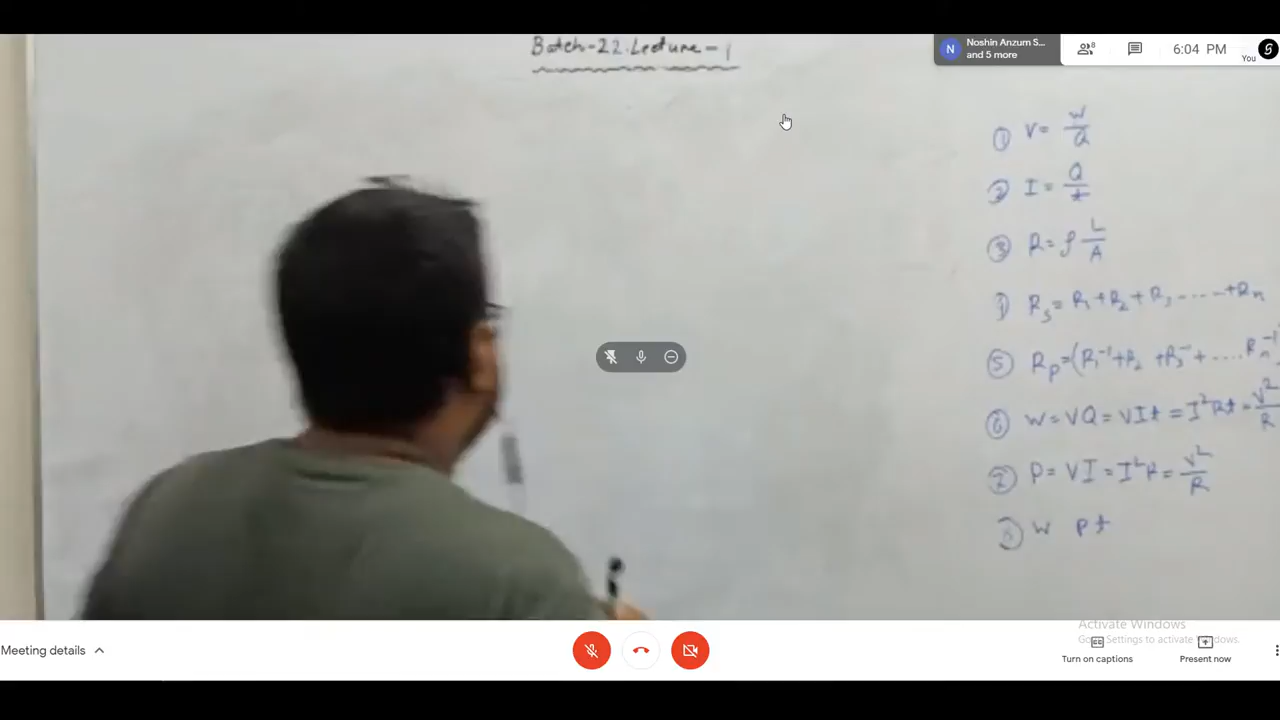 Batch-22.Lecture-1
Noshin Anzum S...
and 5 more
8
6:04 PM
You
N
① V = W/Q
② I = Q/t
③ R = ρ L/A
Rs = R1 + R2 + R3 ..... + Rn
⑤ Rp = (R1⁻¹ + R2 + R3⁻¹ + .... Rn⁻¹
⑥ W = VQ = VIt = I²Rt = V²/R
⑦ P = VI = I²R = V²/R
⑧ W Pt
Activate Windows
Go to Settings to activate Windows.
Meeting details
Turn on captions
Present now